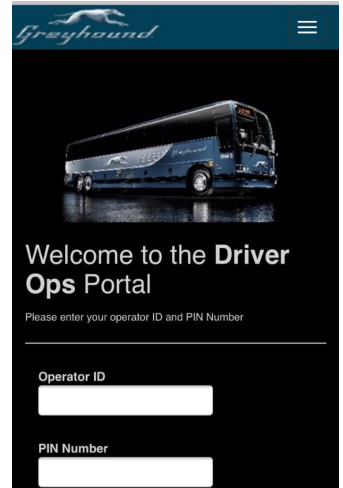 Greyhound
Welcome to the Driver
Ops Portal
Please enter your operator ID and PIN Number
Operator ID
PIN Number